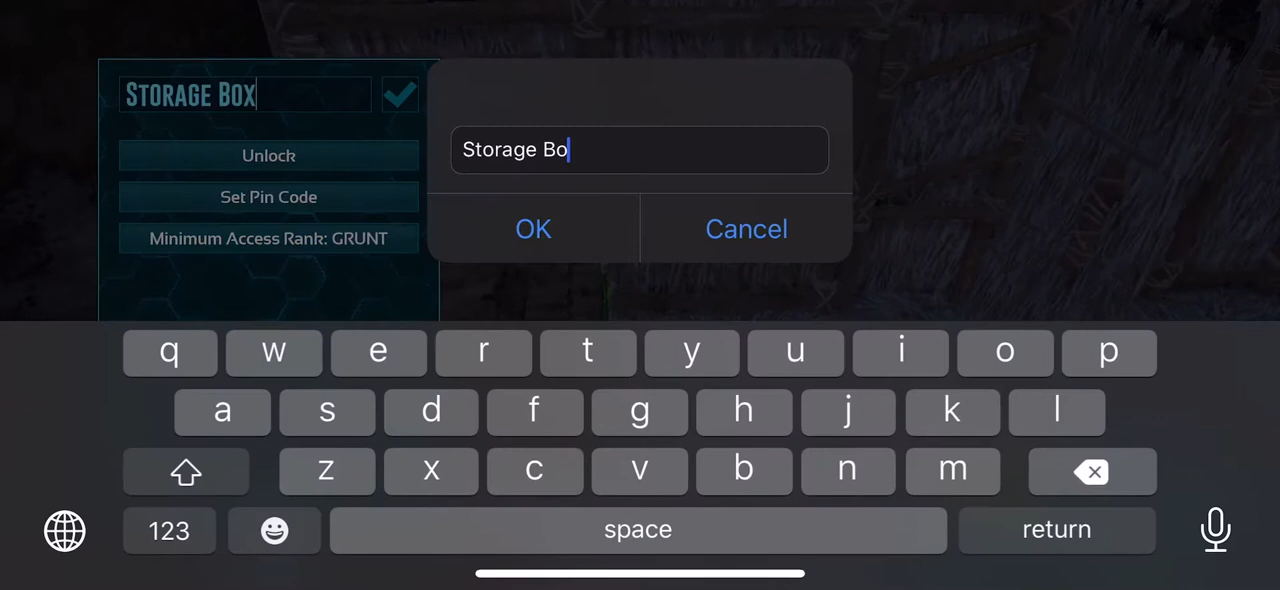 Storage Box
Unlock
Set Pin Code
Minimum Access Rank: GRUNT
Storage Bo
OK
Cancel
q w e r t y u i o p
a s d f g h j k l
z x c v b n m
123
space
return